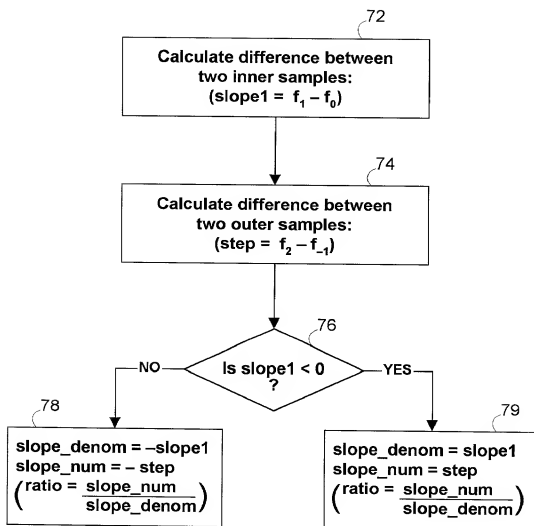 72
Calculate difference between
two inner samples:
(slope1 = f₁ – f₀)
74
Calculate difference between
two outer samples:
(step = f₂ – f₋₁)
76
Is slope1 < 0
?
NO
YES
78
slope_denom = –slope1
slope_num = – step
(ratio = slope_num
slope_denom)
79
slope_denom = slope1
slope_num = step
(ratio = slope_num
slope_denom)